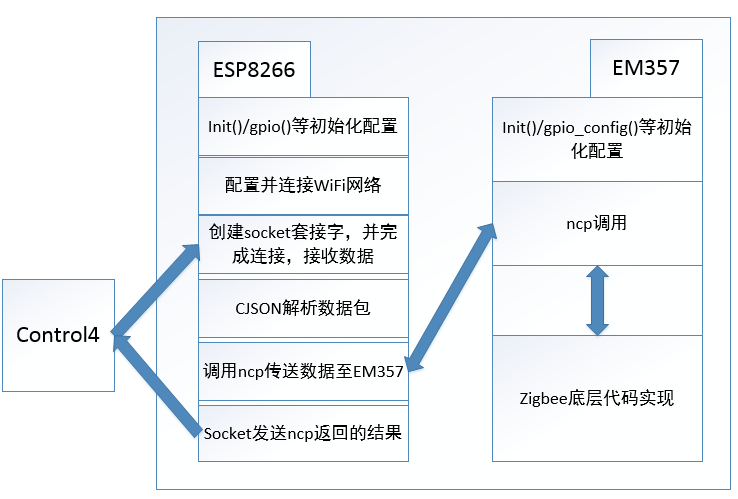 ESP8266
Init()/gpio()等初始化配置
配置并连接WiFi网络
创建socket套接字，并完
成连接，接收数据
CJSON解析数据包
调用ncp传送数据至EM357
Socket发送ncp返回的结果
EM357
Init()/gpio_config()等初始
化配置
ncp调用
Zigbee底层代码实现
Control4